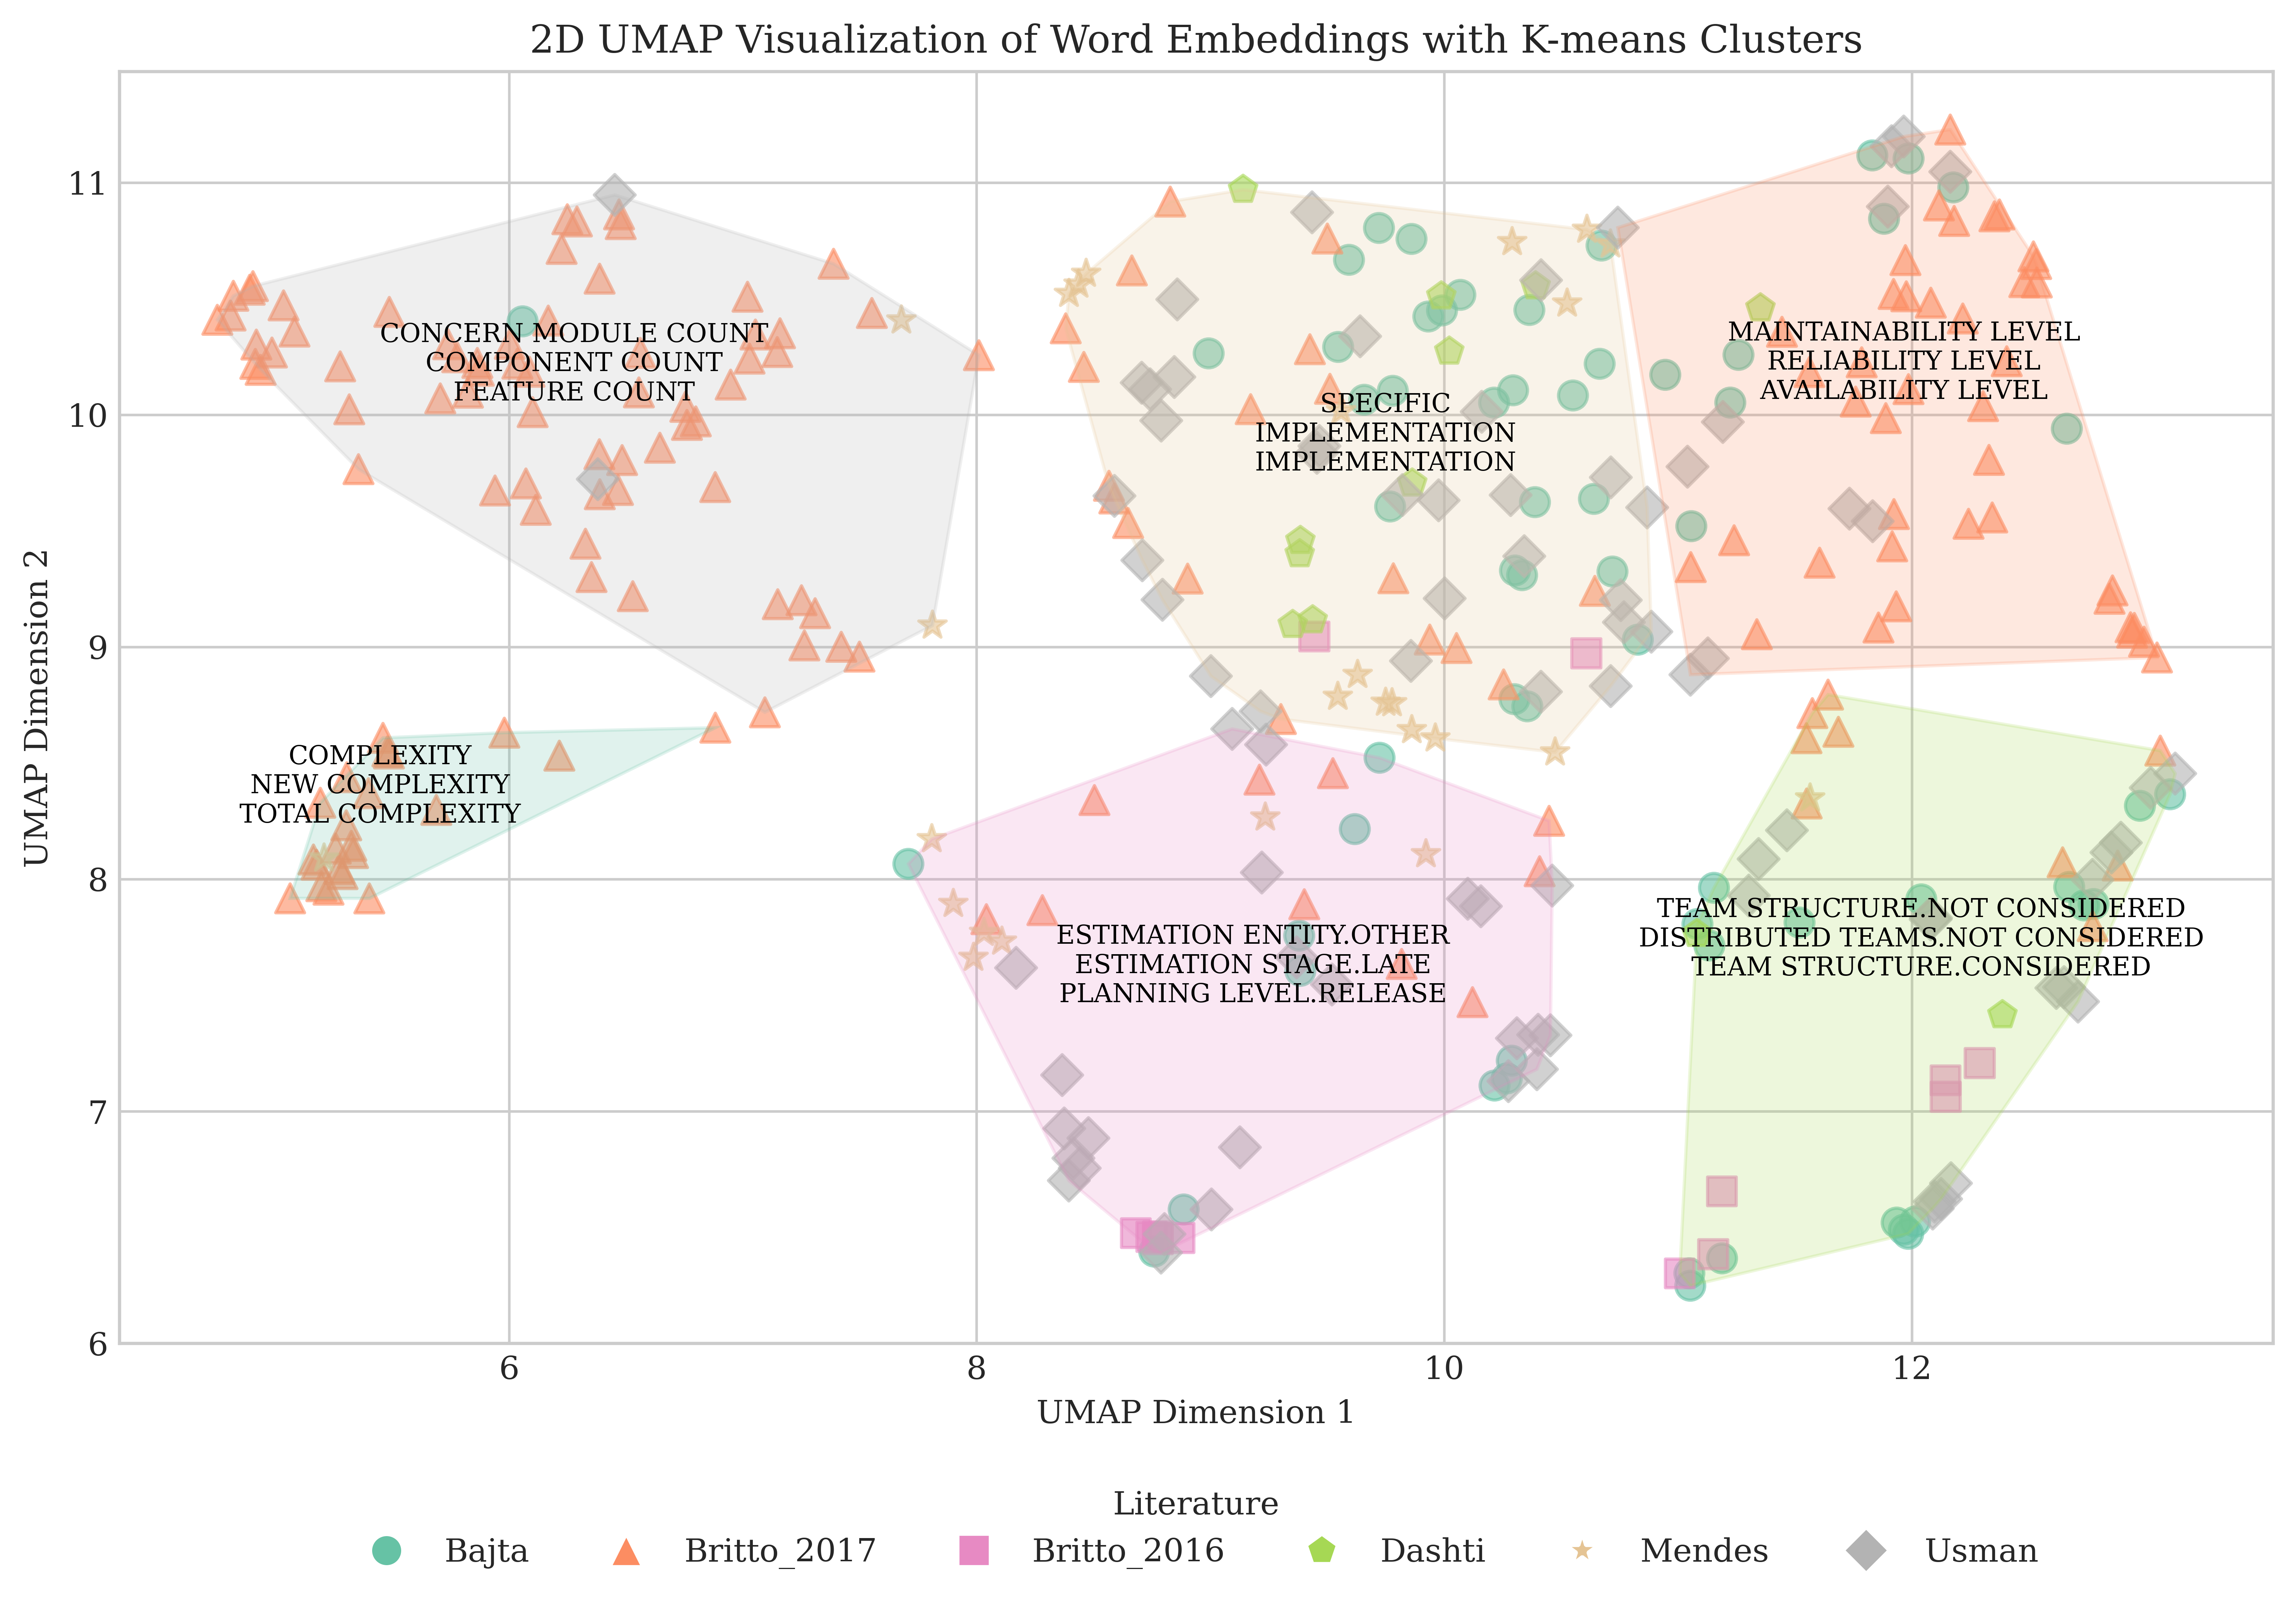 2D UMAP Visualization of Word Embeddings with K-means Clusters
UMAP Dimension 2
11
10
9
8
7
6
CONCERN MODULE COUNT
COMPONENT COUNT
FEATURE COUNT
MAINTAINABILITY LEVEL
RELIABILITY LEVEL
AVAILABILITY LEVEL
SPECIFIC
IMPLEMENTATION
IMPLEMENTATION
COMPLEXITY
NEW COMPLEXITY
TOTAL COMPLEXITY
ESTIMATION ENTITY.OTHER
ESTIMATION STAGE.LATE
PLANNING LEVEL.RELEASE
TEAM STRUCTURE.NOT CONSIDERED
DISTRIBUTED TEAMS.NOT CONSIDERED
TEAM STRUCTURE.CONSIDERED
6 8 10 12
UMAP Dimension 1
Literature
Bajta Britto_2017 Britto_2016 Dashti Mendes Usman